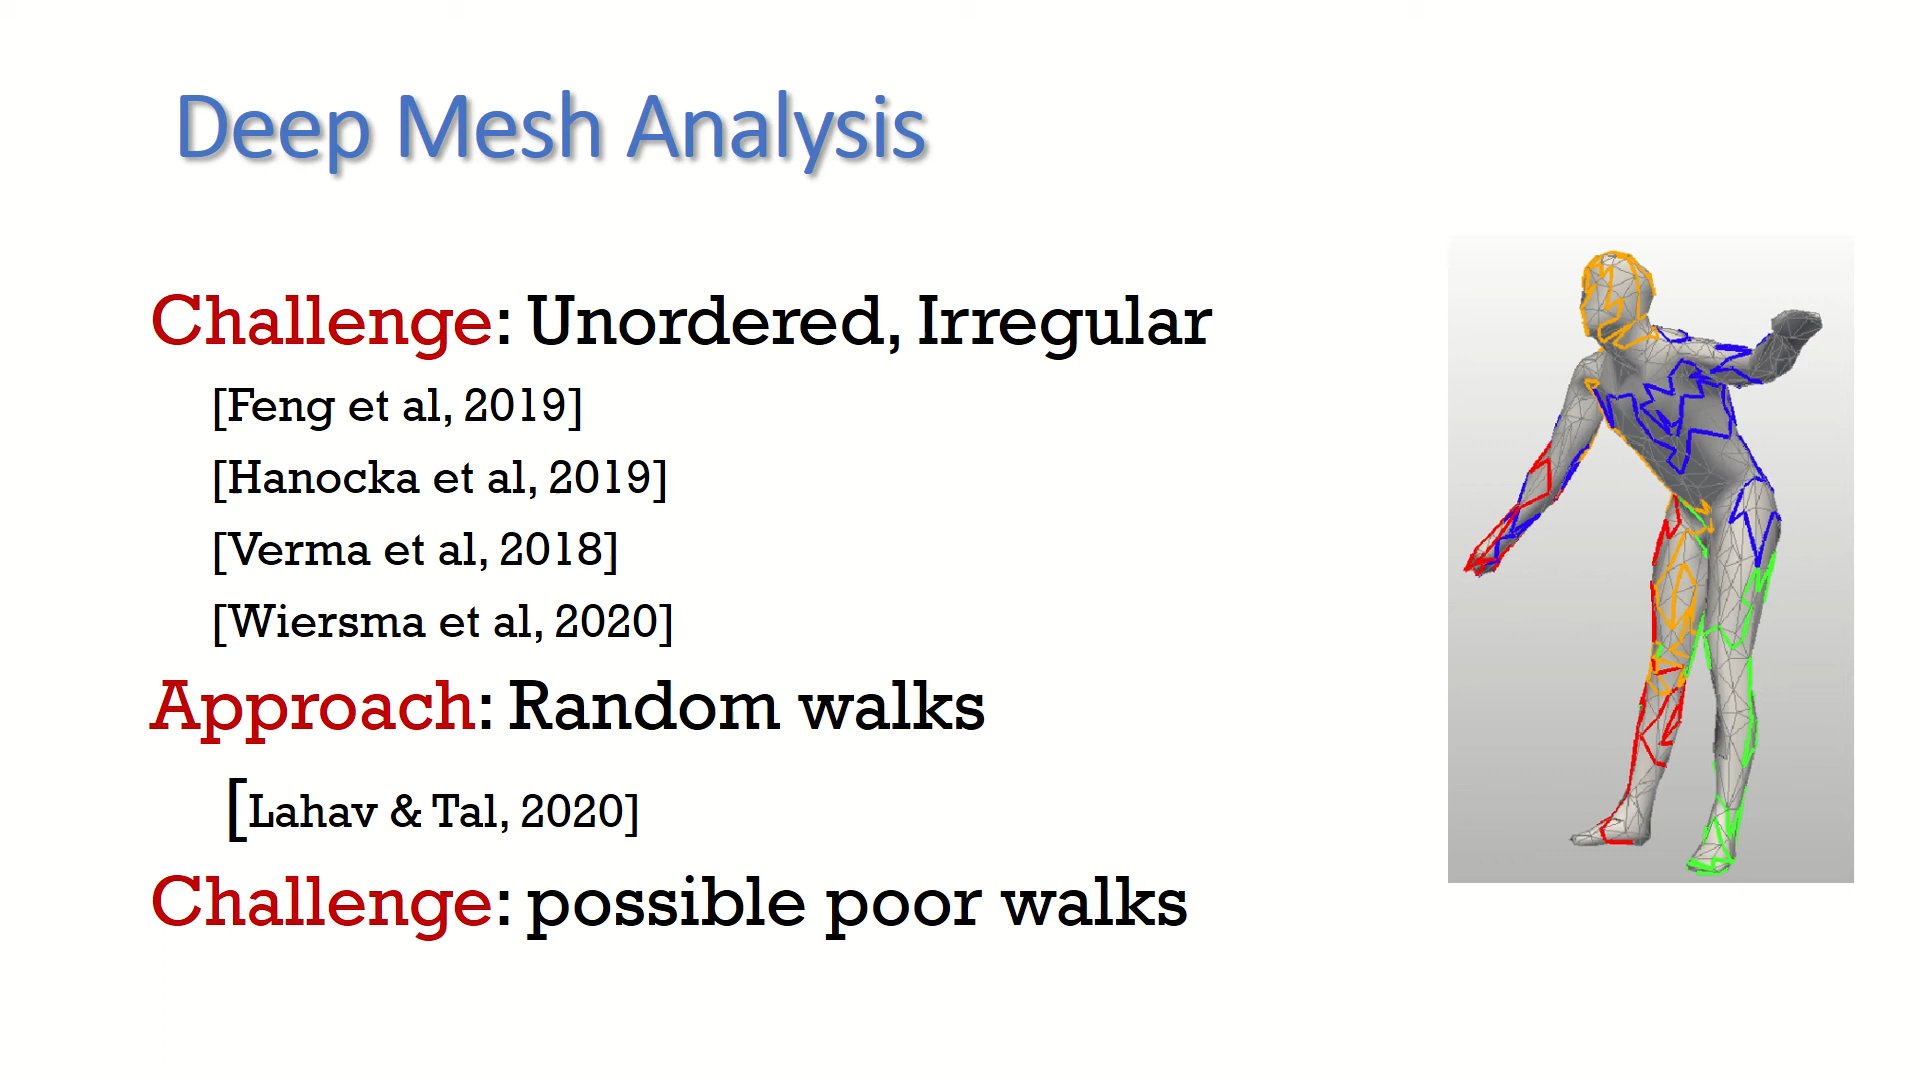 Deep Mesh Analysis
Challenge: Unordered, Irregular
[Feng et al, 2019]
[Hanocka et al, 2019]
[Verma et al, 2018]
[Wiersma et al, 2020]
Approach: Random walks
[Lahav & Tal, 2020]
Challenge: possible poor walks